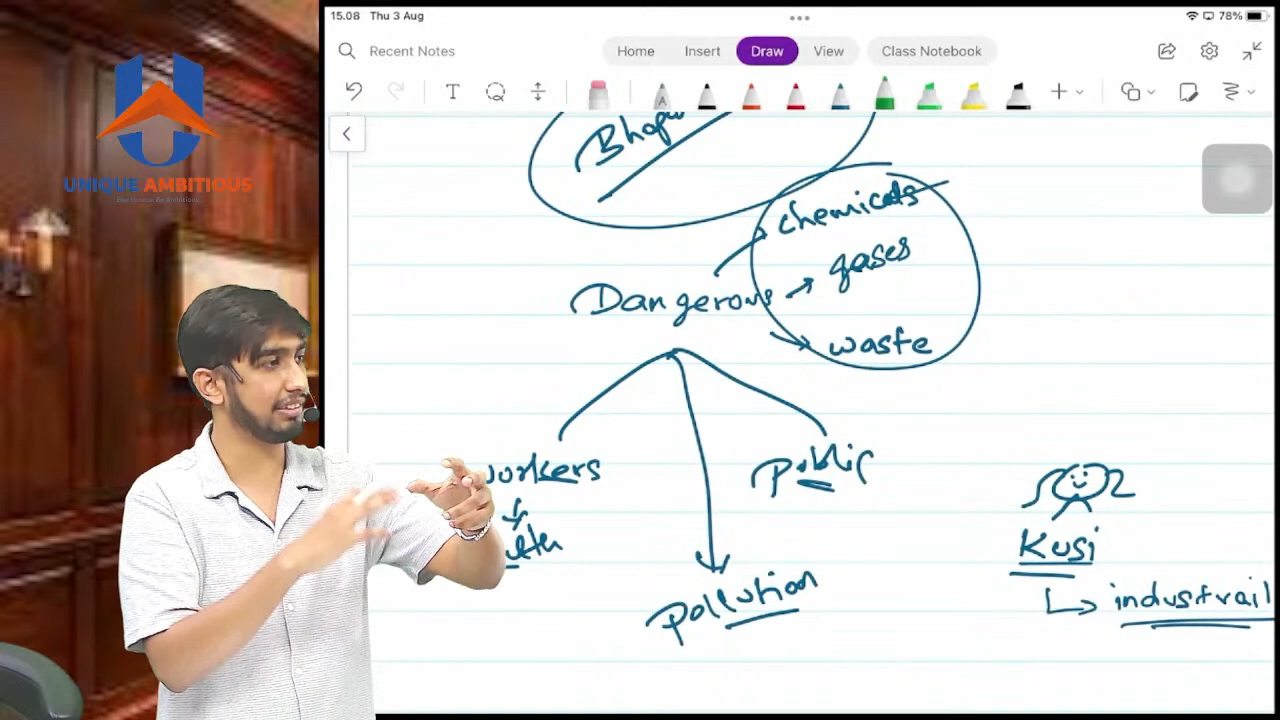 15.08 Thu 3 Aug
78%
Recent Notes
Home Insert Draw View Class Notebook
UNIQUE AMBITIOUS
chemicals
gases
Dangerous
waste
workers
Public
Pollution
Kusi
industrail